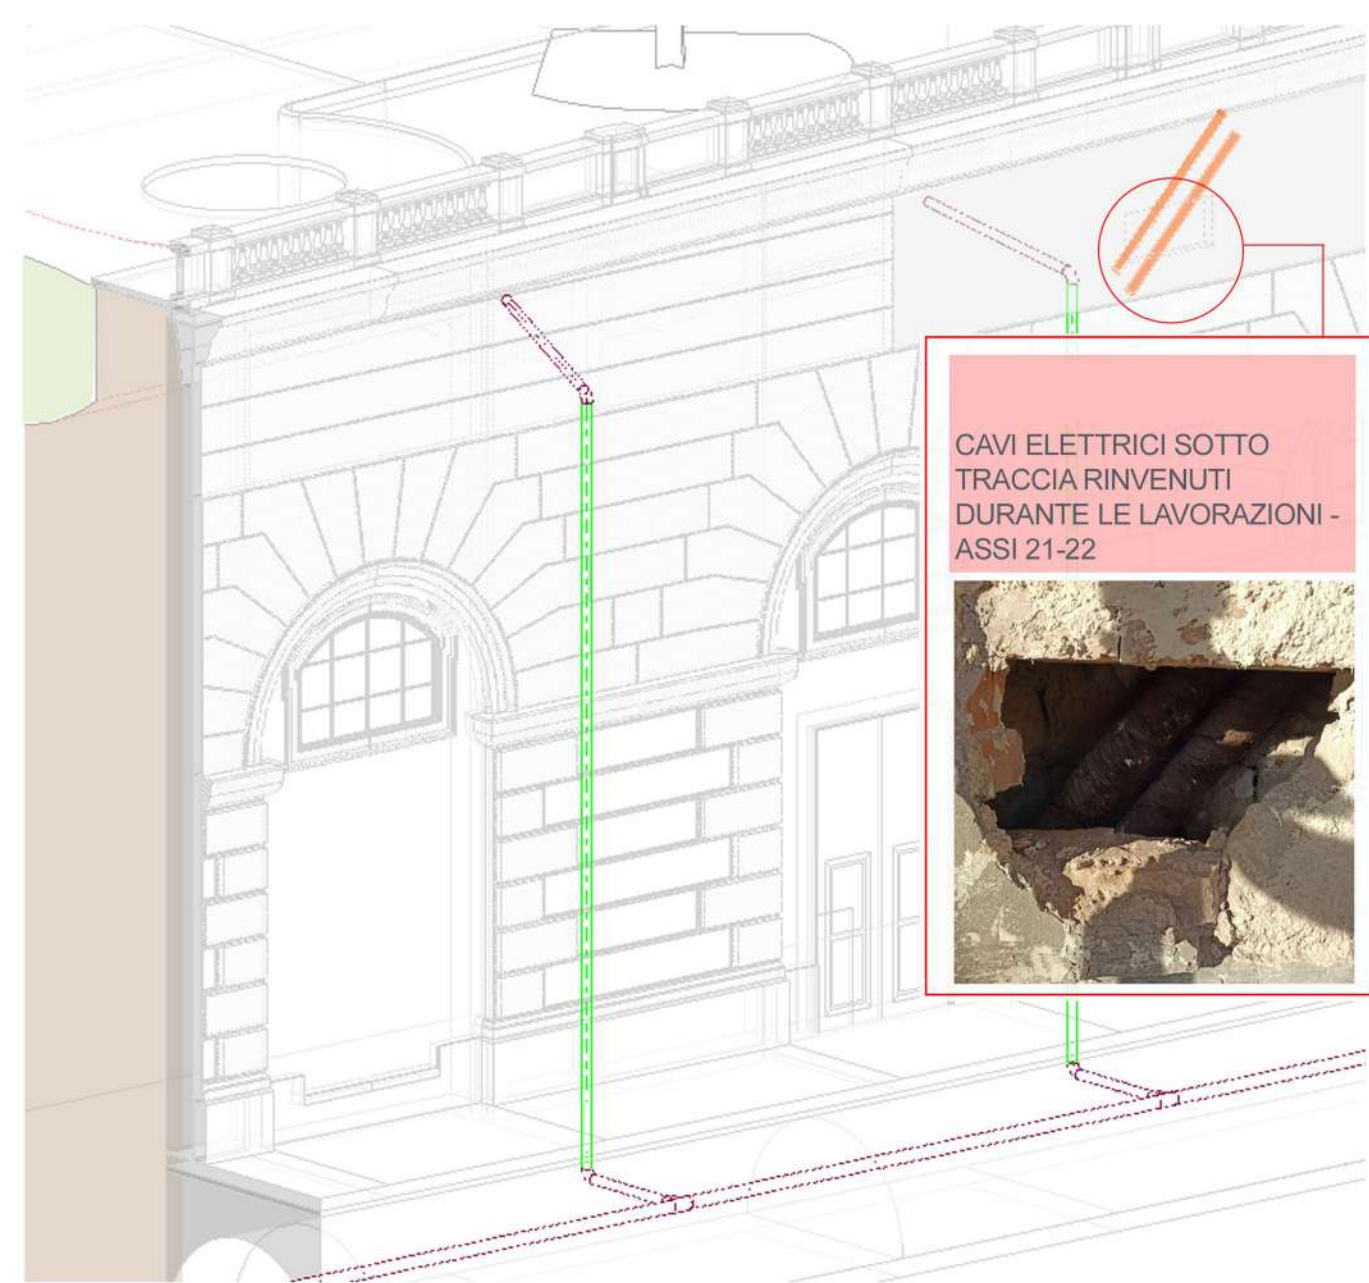 CAVI ELETTRICI SOTTO
TRACCIA RINVENUTI
DURANTE LE LAVORAZIONI -
ASSI 21-22